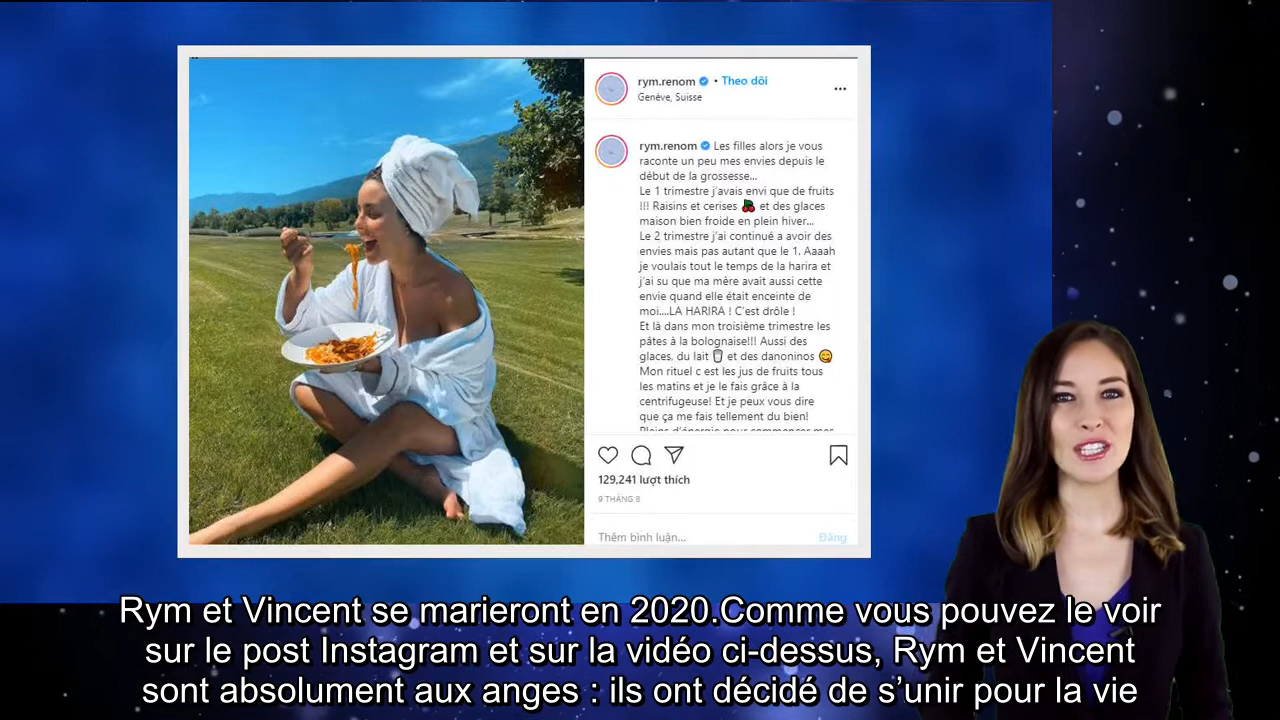 rym.renom • Theo dõi
Genève, Suisse
rym.renom Les filles alors je vous
raconte un peu mes envies depuis le
début de la grossesse...
Le 1 trimestre j'avais envi que de fruits
!!! Raisins et cerises 🍒 et des glaces
maison bien froide en plein hiver...
Le 2 trimestre j'ai continué a avoir des
envies mais pas autant que le 1. Aaaah
je voulais tout le temps de la harira et
j'ai su que ma mère avait aussi cette
envie quand elle était enceinte de
moi....LA HARIRA ! C'est drôle !
Et là dans mon troisième trimestre les
pâtes à la bolognaise!!! Aussi des
glaces, du lait 🥛 et des danoninos 😋
Mon rituel c est les jus de fruits tous
les matins et je le fais grâce à la
centrifugeuse! Et je peux vous dire
que ça me fais tellement du bien!
Pleins d'énergie pour commencer mes
129,241 lượt thích
9 THÁNG 8
Thêm bình luận...
Đăng
Rym et Vincent se marieront en 2020.Comme vous pouvez le voir
sur le post Instagram et sur la vidéo ci-dessus, Rym et Vincent
sont absolument aux anges : ils ont décidé de s’unir pour la vie